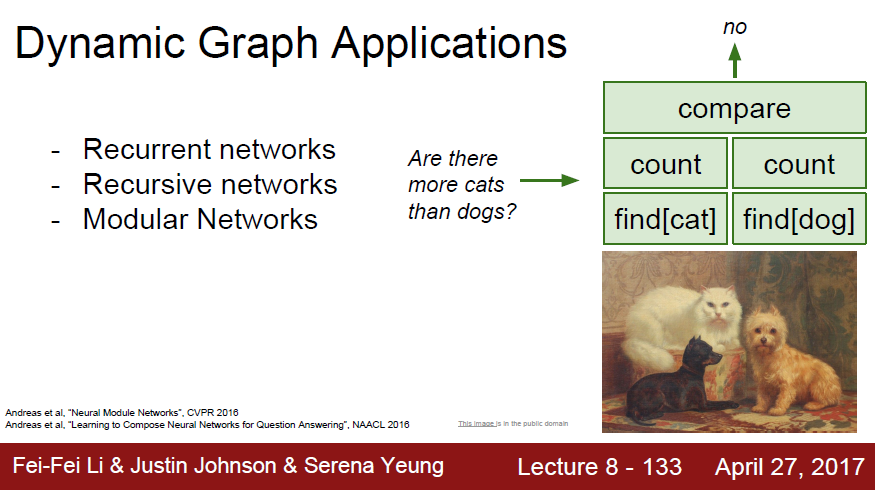 Dynamic Graph Applications
- Recurrent networks
- Recursive networks
- Modular Networks
Are there
more cats
than dogs?
no
compare
count count
find[cat] find[dog]
Andreas et al, “Neural Module Networks”, CVPR 2016
Andreas et al, “Learning to Compose Neural Networks for Question Answering”, NAACL 2016
This image is in the public domain
Fei-Fei Li & Justin Johnson & Serena Yeung Lecture 8 - 133 April 27, 2017